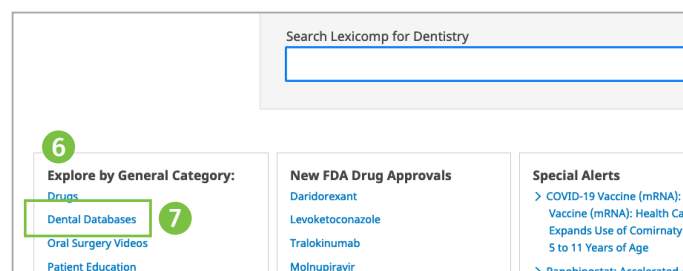 Search Lexicomp for Dentistry
6
Explore by General Category:
Drugs
Dental Databases
7
Oral Surgery Videos
Patient Education
New FDA Drug Approvals
Daridorexant
Levoketoconazole
Tralokinumab
Molnupiravir
Special Alerts
COVID-19 Vaccine (mRNA):
Vaccine (mRNA): Health Ca
Expands Use of Comirnaty
5 to 11 Years of Age
Panobinostat: Accelerated